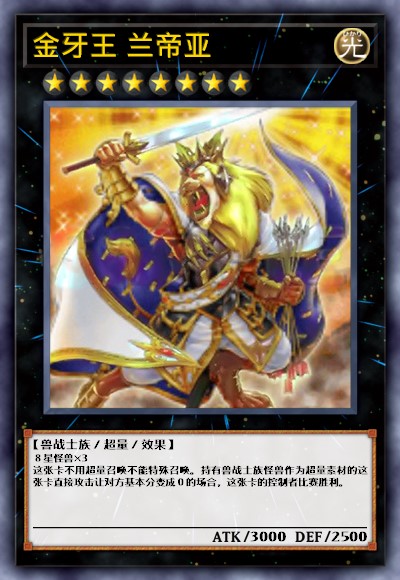 金牙王 兰帝亚
光
【兽战士族／超量／效果】
８星怪兽×3
这张卡不用超量召唤不能特殊召唤。持有兽战士族怪兽作为超量素材的这
张卡直接攻击让对方基本分变成０的场合，这张卡的控制者比赛胜利。
ATK/3000 DEF/2500